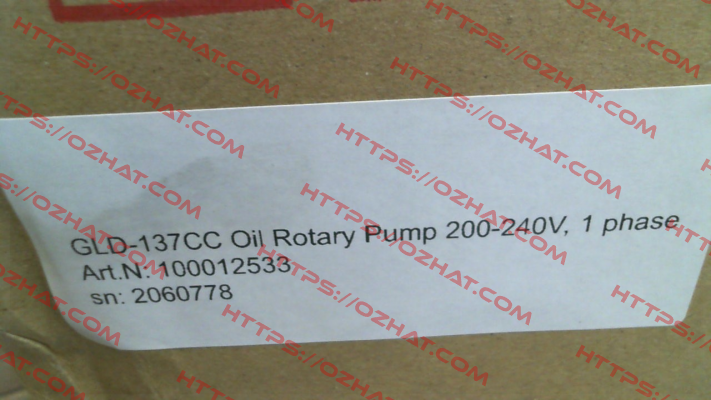 GLD-137CC Oil Rotary Pump 200-240V, 1 phase
Art.N: 100012533
sn: 2060778
HTTPS://OZHAT.COM